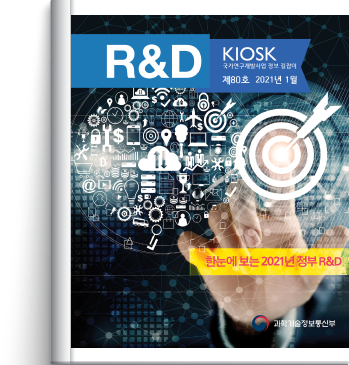 R&D
KIOSK
국가연구개발사업 정보 길잡이
제80호 2021년 1월
한눈에 보는 2021년 정부 R&D
과학기술정보통신부